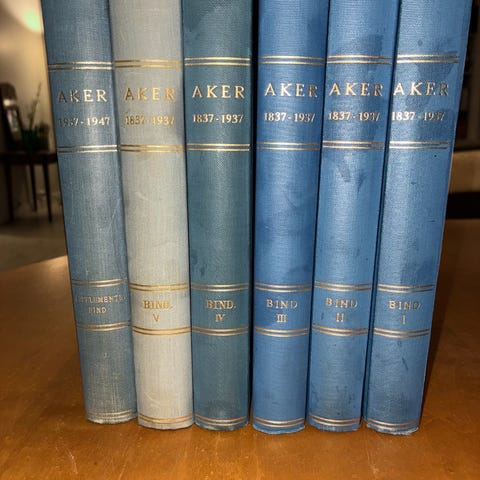 AKER
1937-1947
SUPPLEMENTS
BIND
AKER
1837-1937
BIND.
V
AKER
1837-1937
BIND.
IV
AKER
1837-1937
BIND
III
AKER
1837-1937
BIND
II
AKER
1837-1937
BIND.
I